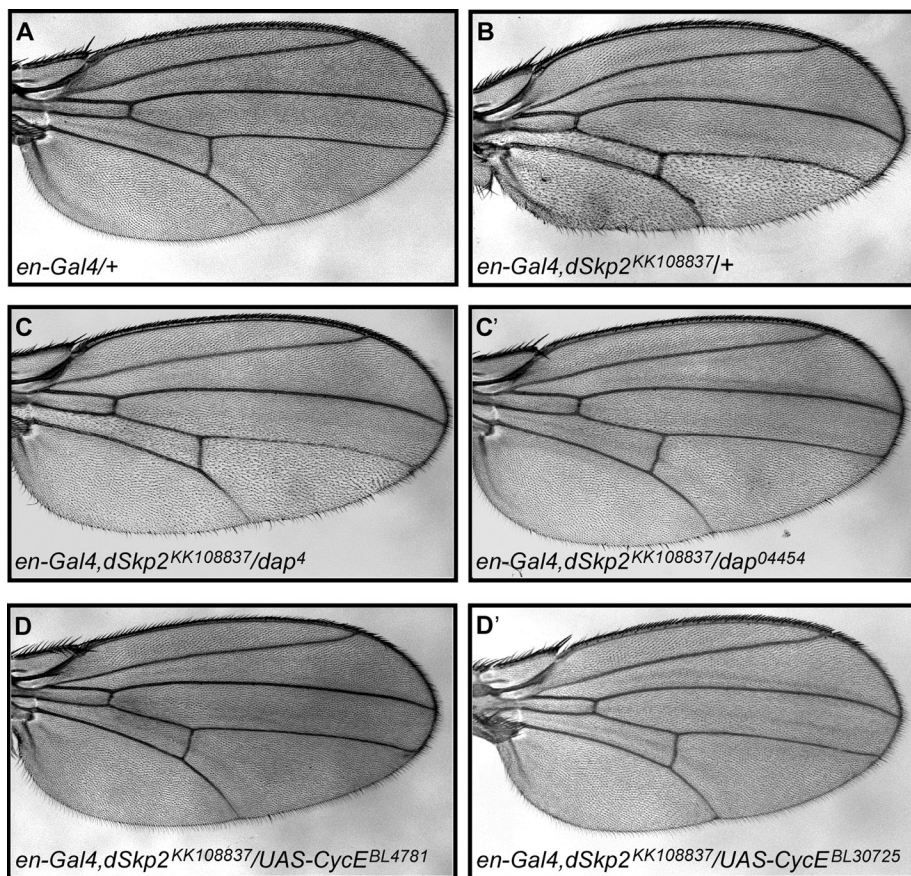 A
en-Gal4/+
B
en-Gal4,dSkp2KK108837/+
C
en-Gal4,dSkp2KK108837/dap4
C'
en-Gal4,dSkp2KK108837/dap04454
D
en-Gal4,dSkp2KK108837/UAS-CycEBL4781
D'
en-Gal4,dSkp2KK108837/UAS-CycEBL30725